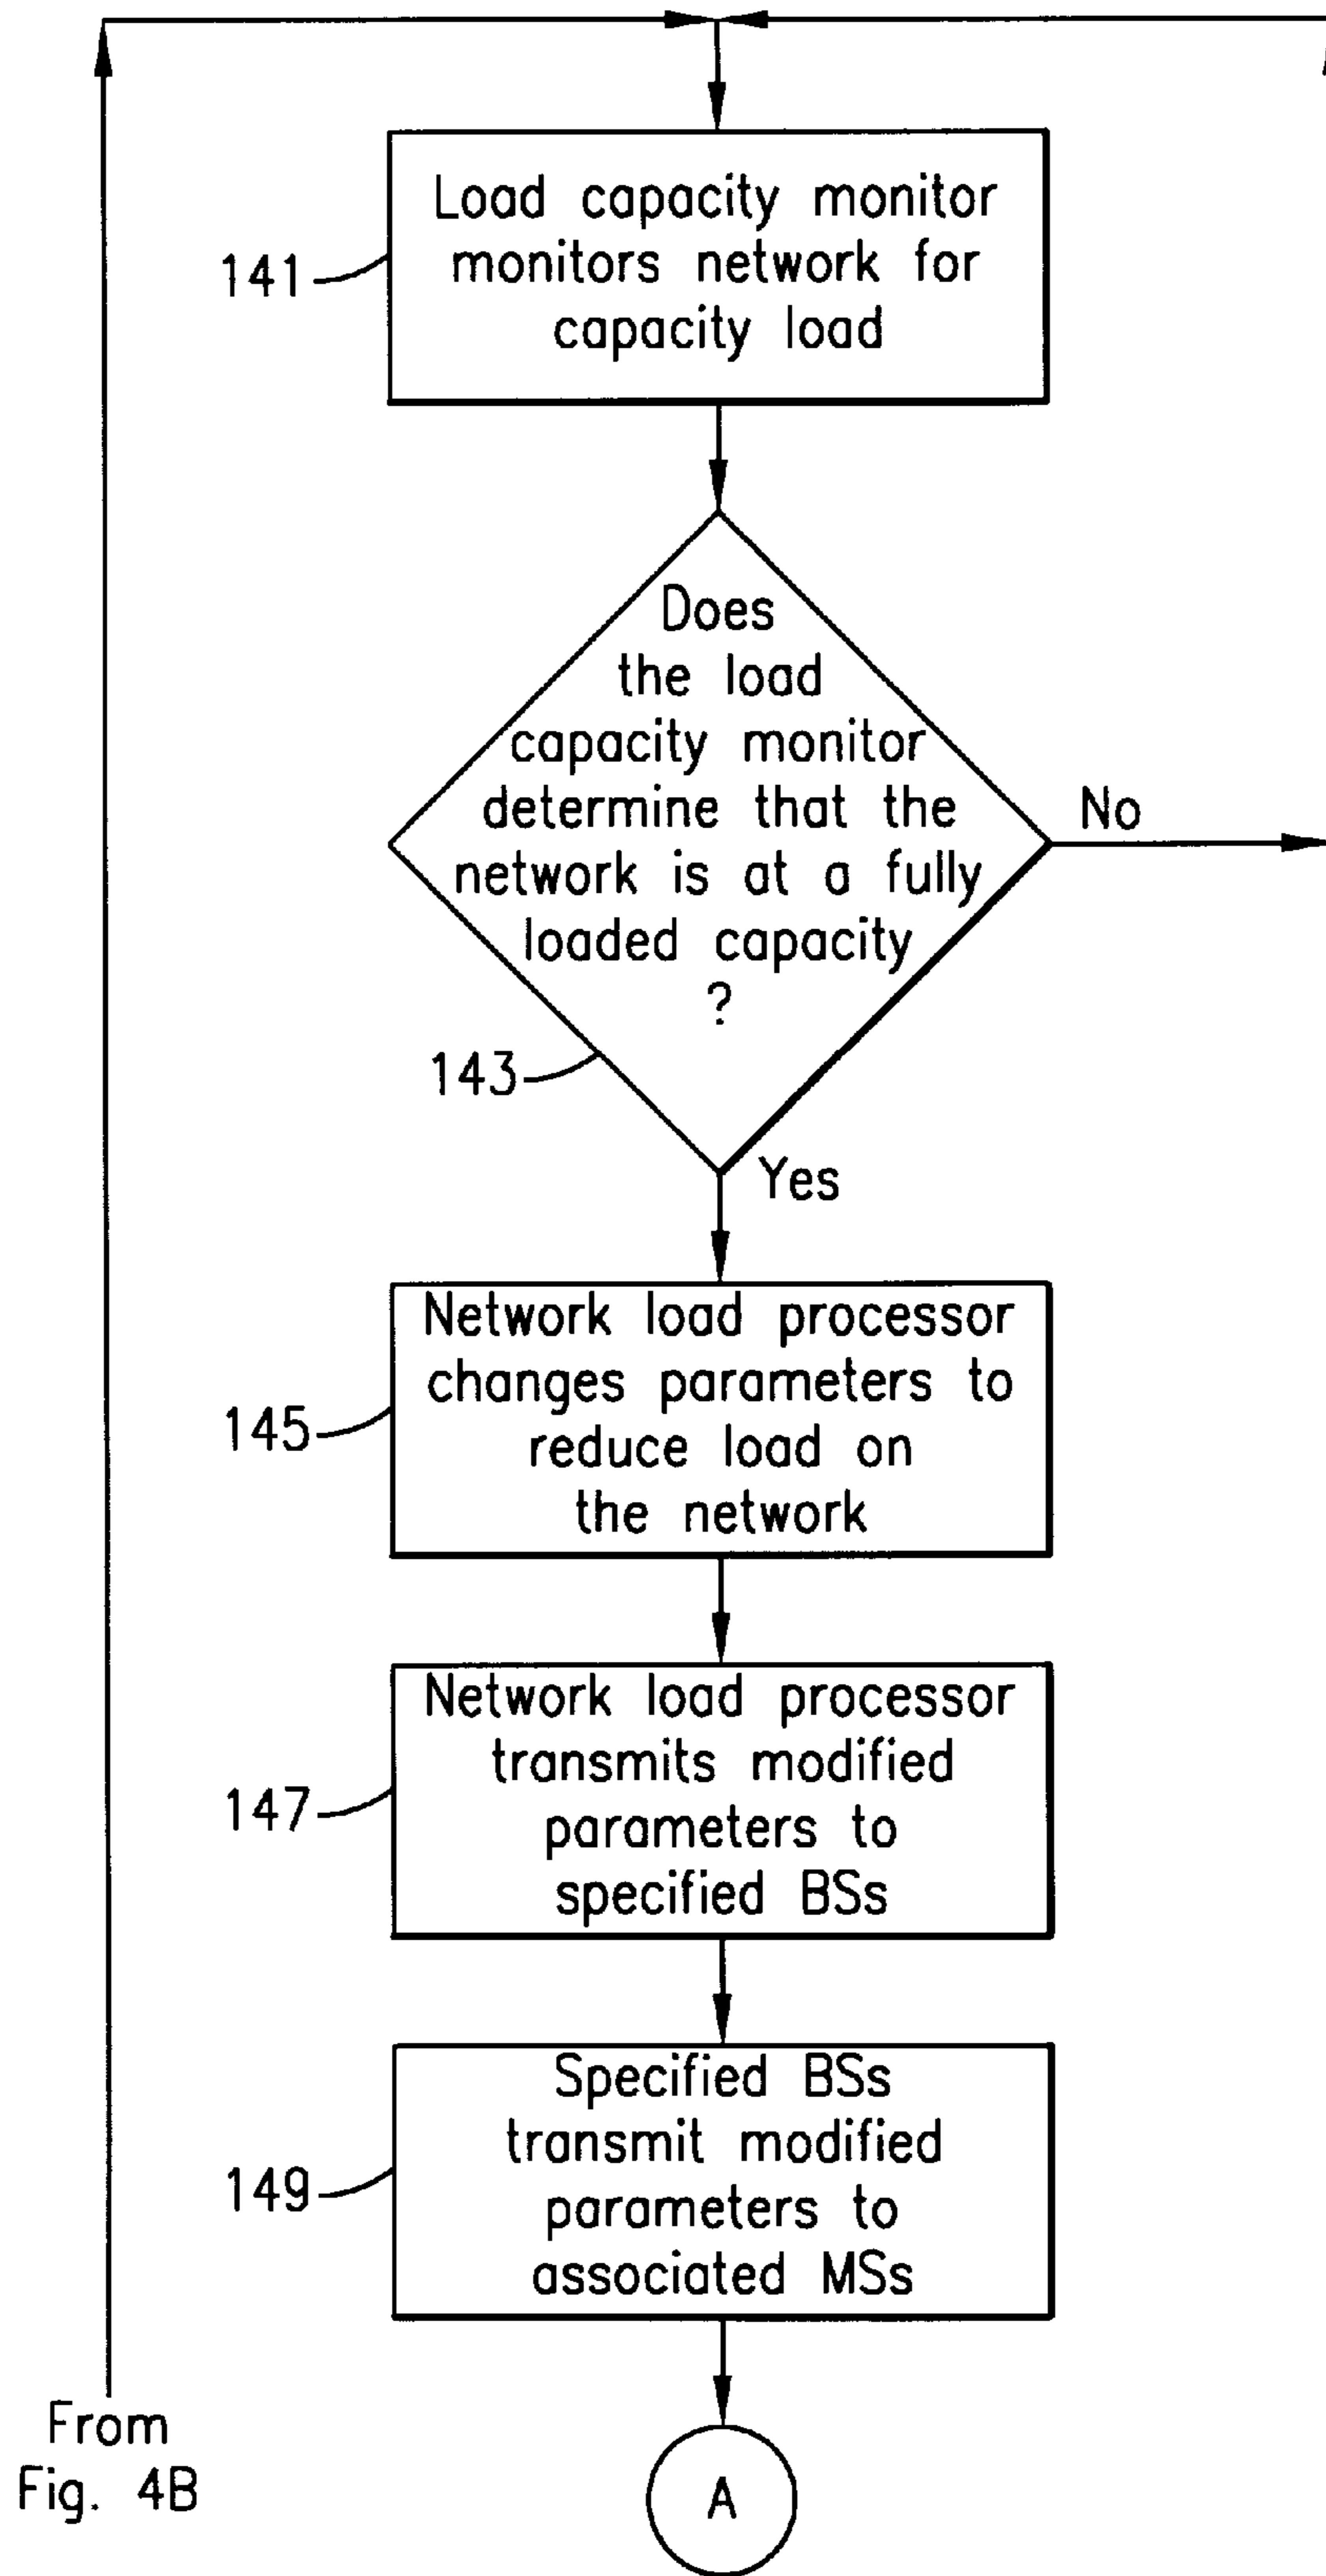 Load capacity monitor
monitors network for
capacity load
141
Does
the load
capacity monitor
determine that the
network is at a fully
loaded capacity
?
No
143
Yes
Network load processor
changes parameters to
reduce load on
the network
145
Network load processor
transmits modified
parameters to
specified BSs
147
Specified BSs
transmit modified
parameters to
associated MSs
149
From
Fig. 4B
A